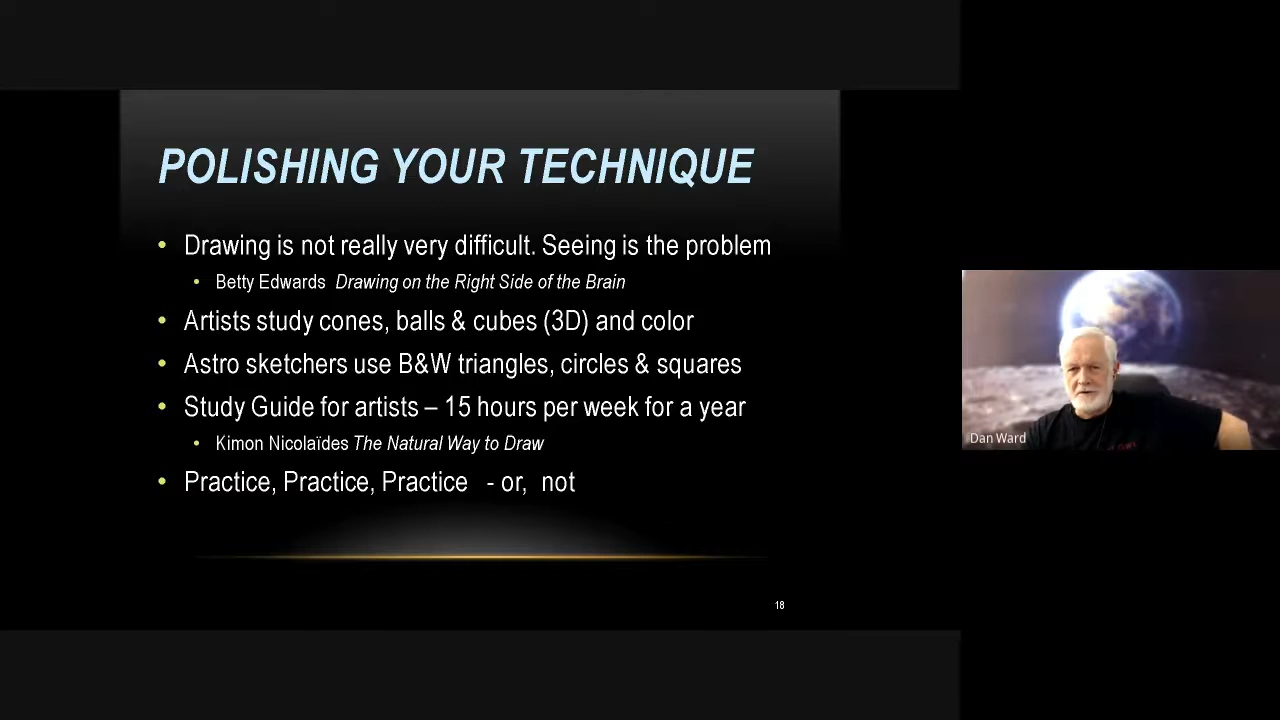 POLISHING YOUR TECHNIQUE
• Drawing is not really very difficult. Seeing is the problem
• Betty Edwards Drawing on the Right Side of the Brain
• Artists study cones, balls & cubes (3D) and color
• Astro sketchers use B&W triangles, circles & squares
• Study Guide for artists – 15 hours per week for a year
• Kimon Nicolaïdes The Natural Way to Draw
• Practice, Practice, Practice - or, not
18
Dan Ward